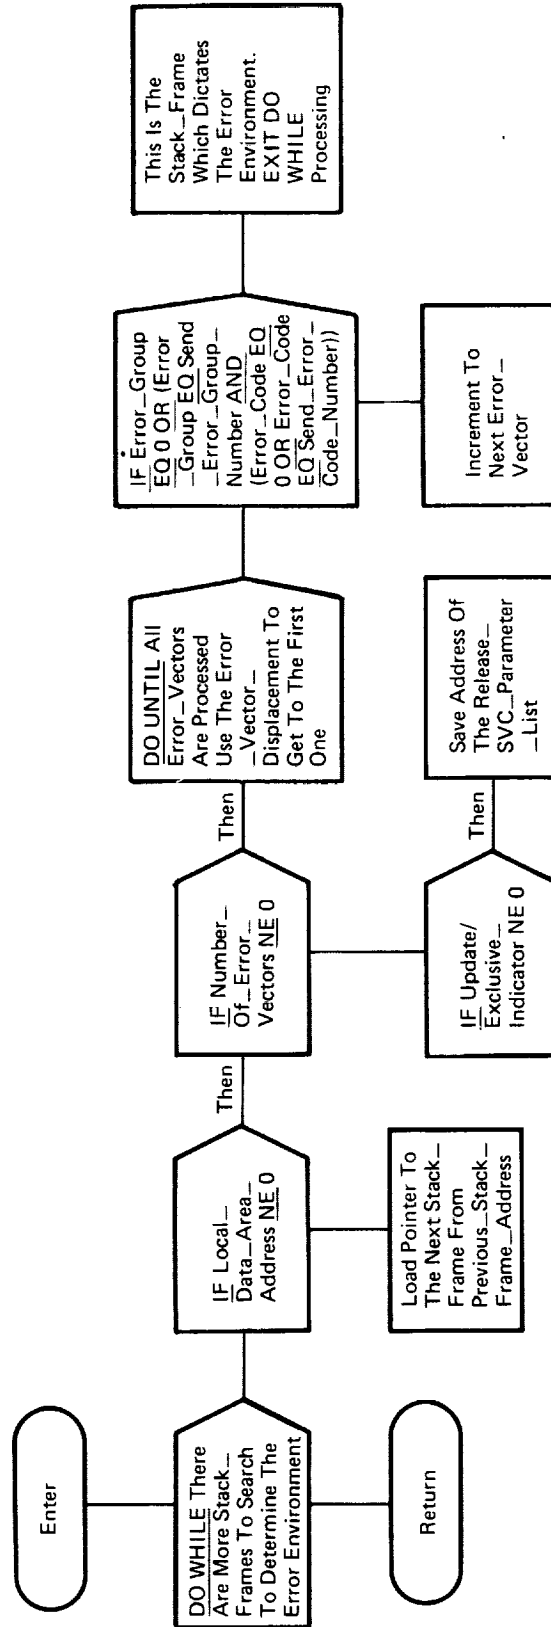 Enter
DO WHILE There
Are More Stack_
Frames To Search
To Determine The
Error Environment
Return
IF Local_
Data_Area_
Address NE 0
Load Pointer To
The Next Stack_
Frame From
Previous_Stack_
Frame_Address
Then
IF Number_
Of_Error_
Vectors NE 0
IF Update/
Exclusive_
Indicator NE 0
Then
Save Address Of
The Release_
SVC_Parameter
_List
Then
DO UNTIL All
Error_Vectors
Are Processed
Use The Error
_Vector_
Displacement To
Get To The First
One
IF Error_Group
EQ 0 OR (Error
_Group EQ Send
_Error_Group_
Number AND
(Error_Code EQ
0 OR Error_Code
EQ Send_Error_
Code_Number))
Increment To
Next Error_
Vector
This Is The
Stack_Frame
Which Dictates
The Error
Environment.
EXIT DO
WHILE
Processing